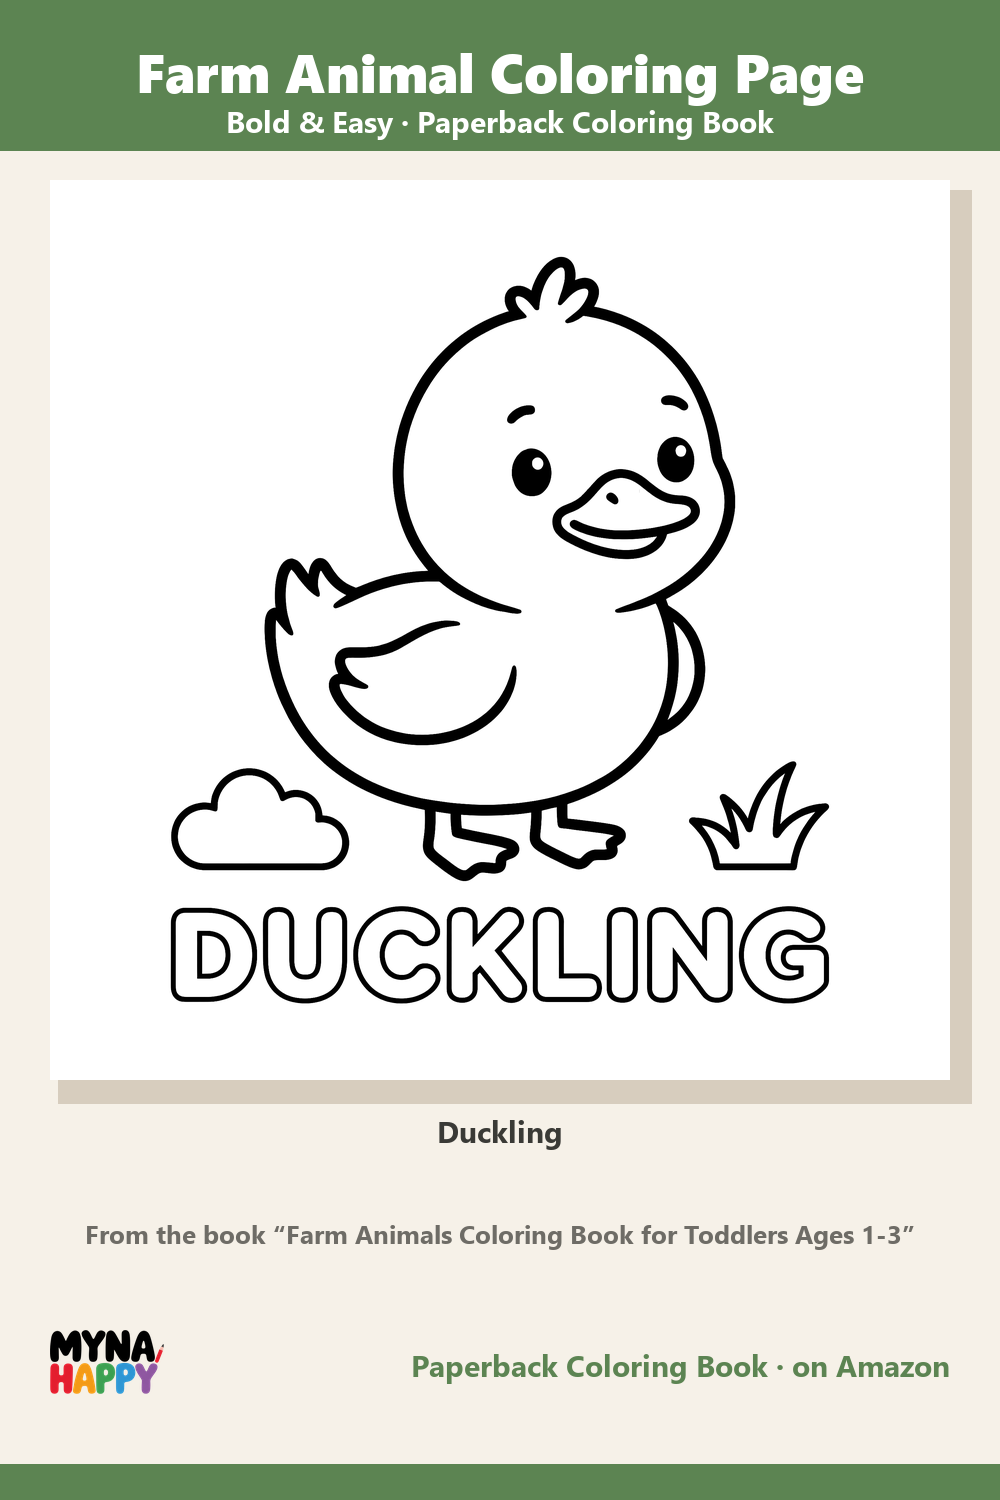 Farm Animal Coloring Page
Bold & Easy · Paperback Coloring Book
DUCKLING
Duckling
From the book “Farm Animals Coloring Book for Toddlers Ages 1-3”
MYNA
HAPPY
Paperback Coloring Book · on Amazon